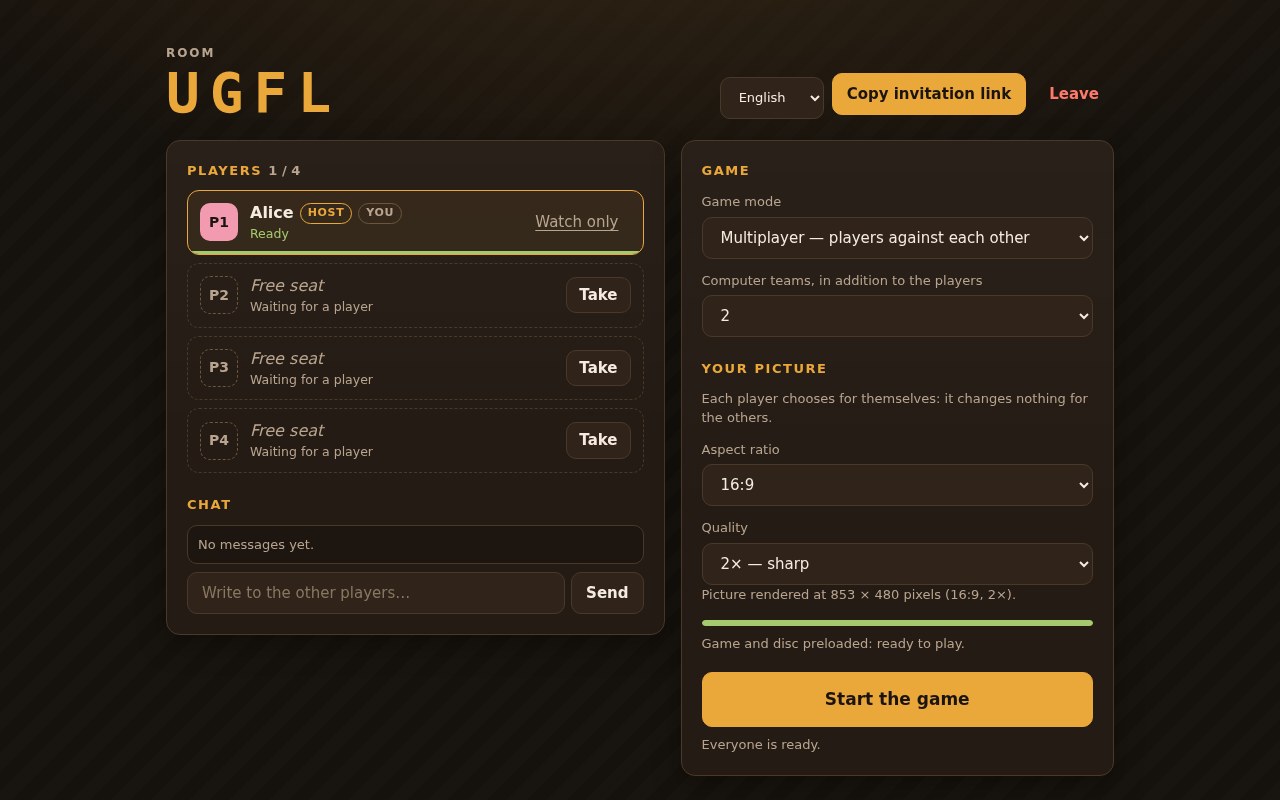 ROOM
UGFL
English
Copy invitation link
Leave
PLAYERS 1 / 4
P1
Alice HOST YOU
Ready
Watch only
P2
Free seat
Waiting for a player
Take
P3
Free seat
Waiting for a player
Take
P4
Free seat
Waiting for a player
Take
CHAT
No messages yet.
Write to the other players...
Send
GAME
Game mode
Multiplayer — players against each other
Computer teams, in addition to the players
2
YOUR PICTURE
Each player chooses for themselves: it changes nothing for
the others.
Aspect ratio
16:9
Quality
2× — sharp
Picture rendered at 853 × 480 pixels (16:9, 2×).
Game and disc preloaded: ready to play.
Start the game
Everyone is ready.